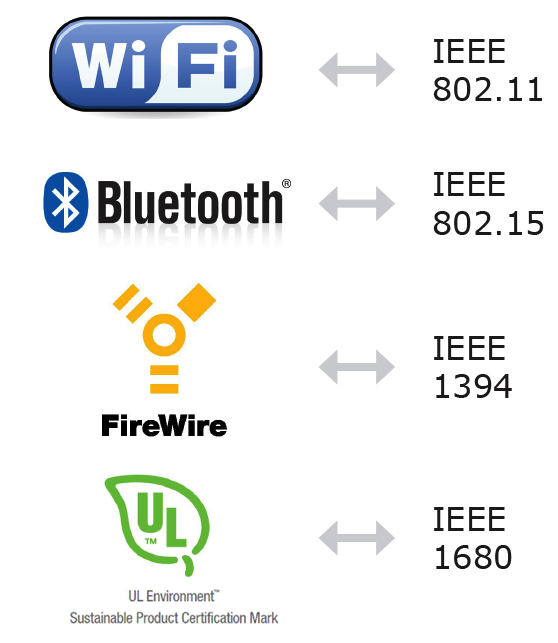 Wi Fi
IEEE
802.11
Bluetooth®
IEEE
802.15
FireWire
IEEE
1394
UL
TM
UL Environment™
Sustainable Product Certification Mark
IEEE
1680